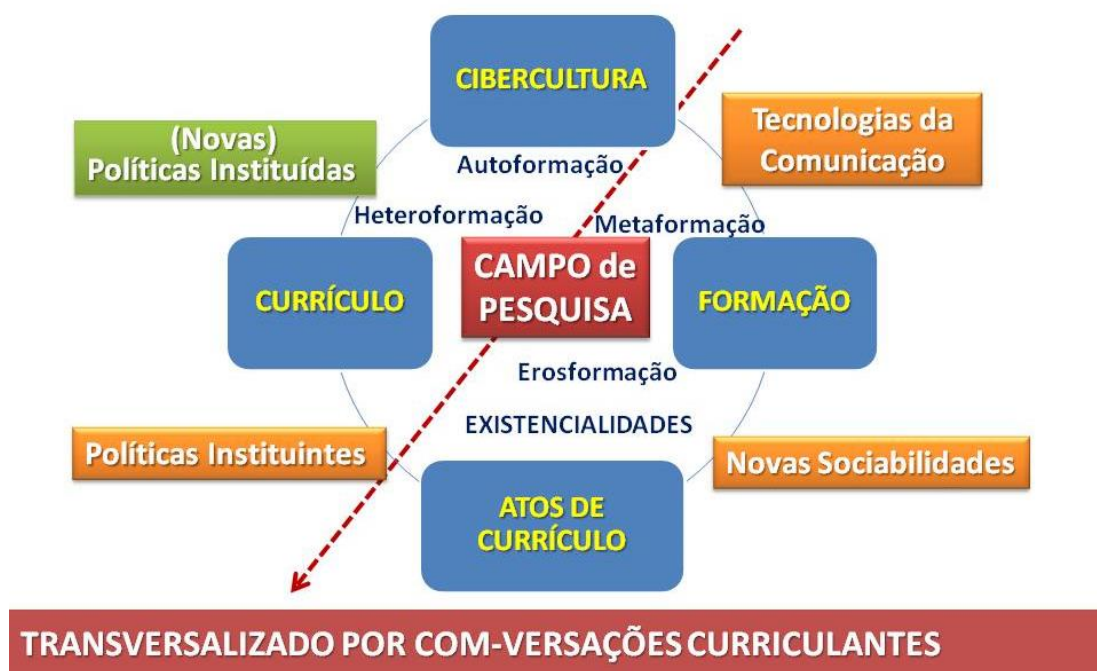 CIBERCULTURA
(Novas)
Políticas Instituídas
Tecnologias da
Comunicação
Autoformação
Heteroformação
Metaformação
CURRÍCULO
CAMPO de
PESQUISA
FORMAÇÃO
Erosformação
EXISTENCIALIDADES
Políticas Instituintes
Novas Sociabilidades
ATOS DE
CURRÍCULO
TRANSVERSALIZADO POR COM-VERSAÇÕES CURRICULANTES